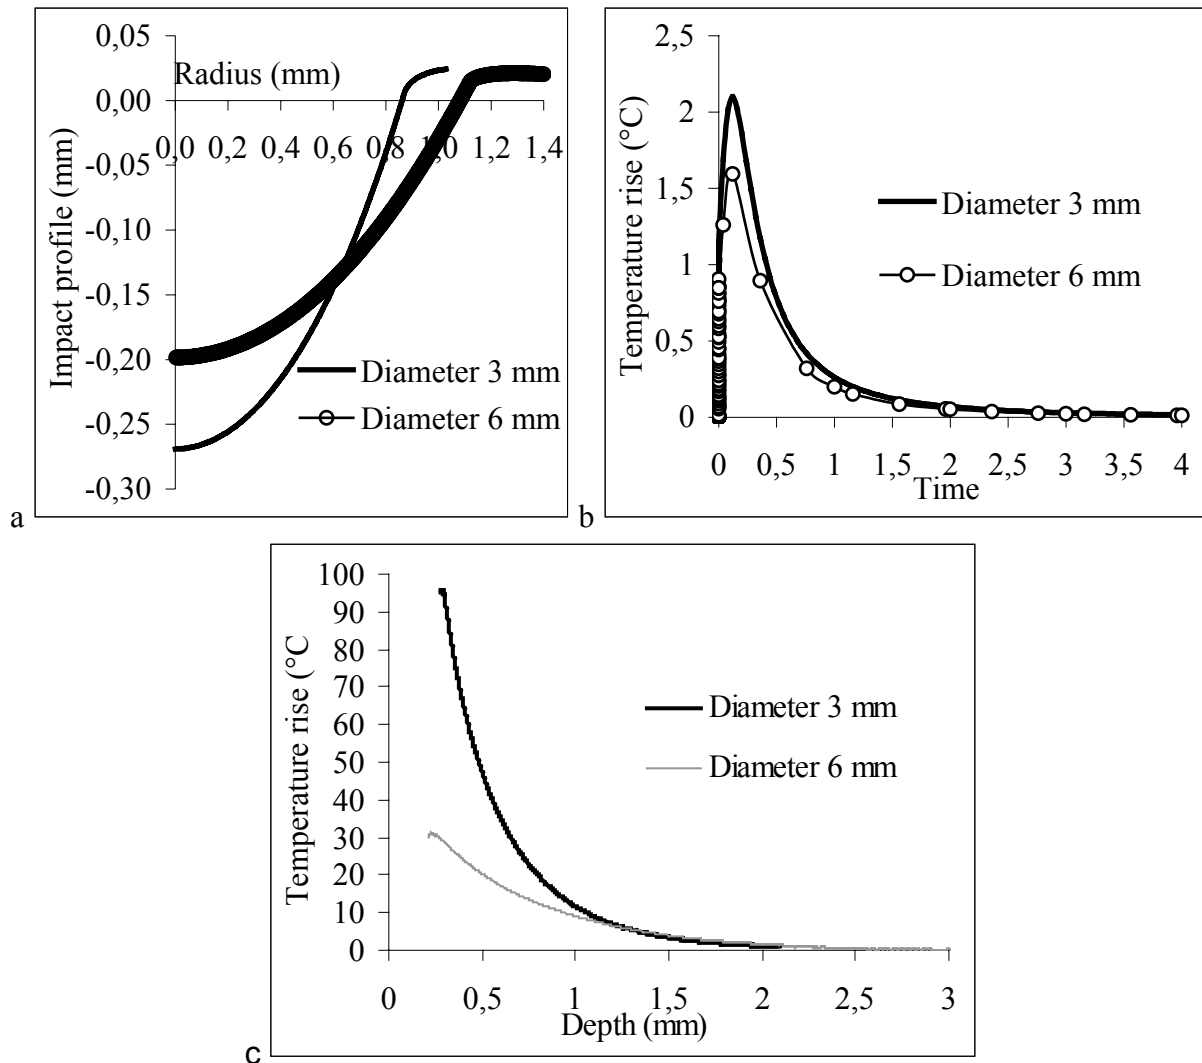 0,05
Radius (mm)
0,00
0,0 0,2 0,4 0,6 0,8 1,0 1,2 1,4
-0,05
-0,10
-0,15
-0,20
-0,25
-0,30
Impact profile (mm)
Diameter 3 mm
Diameter 6 mm
a
2,5
2
1,5
1
0,5
0
Temperature rise (°C)
Diameter 3 mm
Diameter 6 mm
0 0,5 1 1,5 2 2,5 3 3,5 4
Time
b
100
90
80
70
60
50
40
30
20
10
0
Temperature rise (°C
Diameter 3 mm
Diameter 6 mm
0 0,5 1 1,5 2 2,5 3
Depth (mm)
c